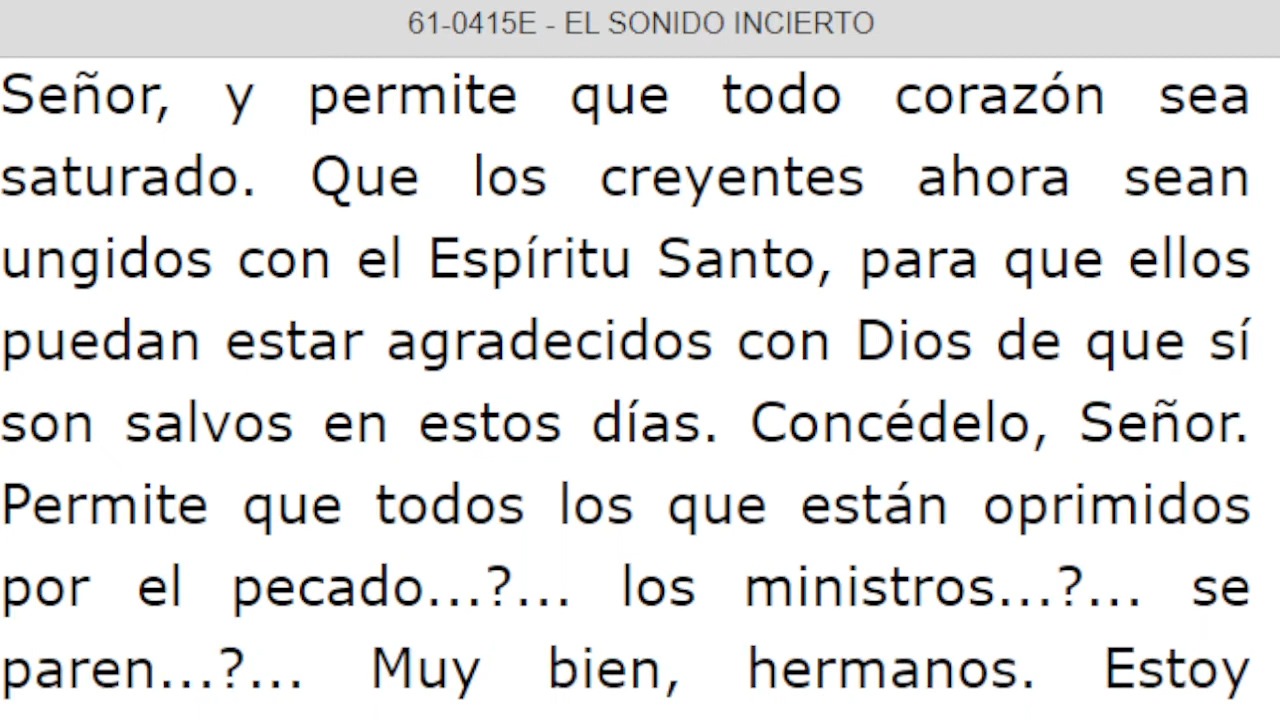 61-0415E - EL SONIDO INCIERTO
Señor, y permite que todo corazón sea
saturado. Que los creyentes ahora sean
ungidos con el Espíritu Santo, para que ellos
puedan estar agradecidos con Dios de que sí
son salvos en estos días. Concédelo, Señor.
Permite que todos los que están oprimidos
por el pecado...?... los ministros...?... se
paren...?... Muy bien, hermanos. Estoy